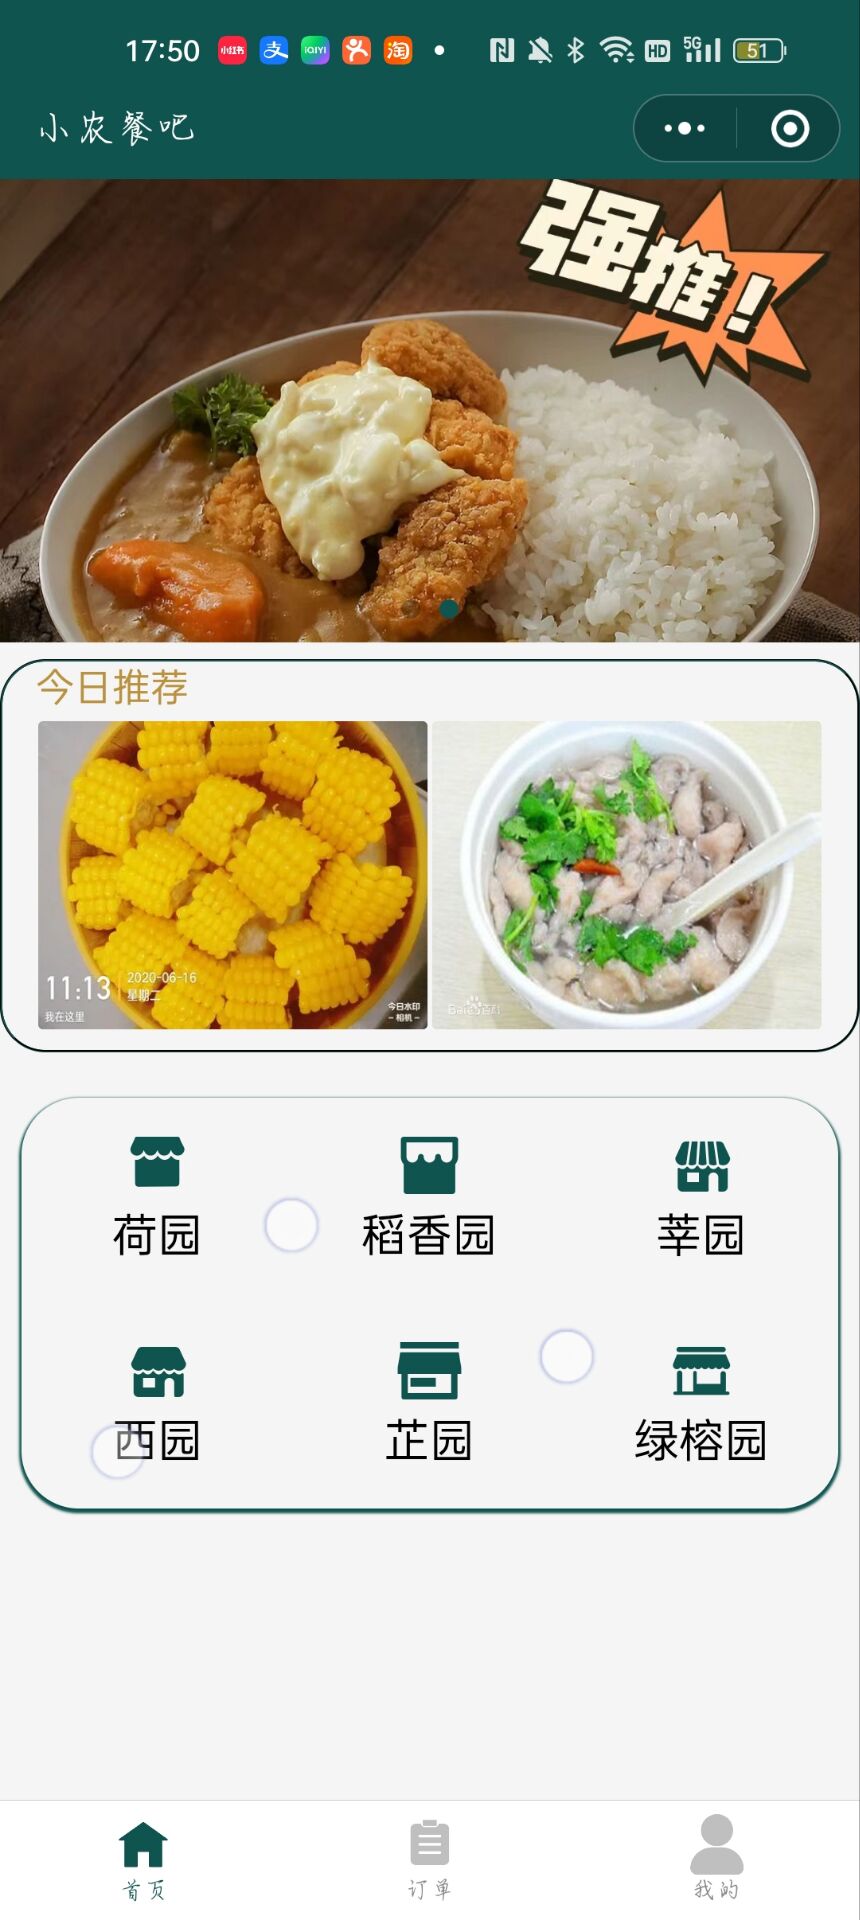 17:50
小红书
支
iQIYI
淘
HD
5G
51
小农餐吧
强推!
今日推荐
11:13
2020-06-16
星期二
我在这里
今日水印
-相机-
Baidu百科
荷园
稻香园
莘园
西园
芷园
绿榕园
首页
订单
我的